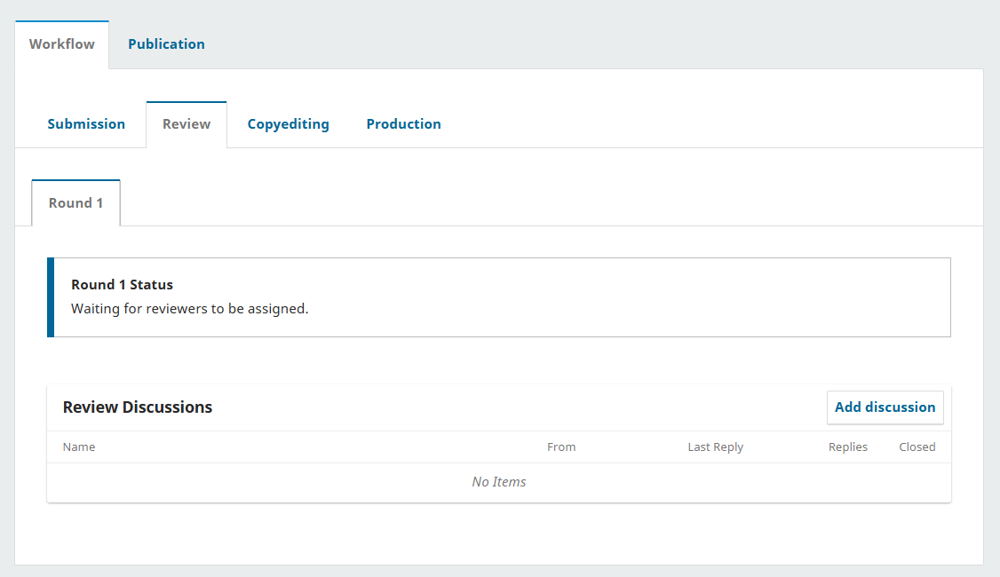 Workflow Publication
Submission Review Copyediting Production
Round 1
Round 1 Status
Waiting for reviewers to be assigned.
Review Discussions Add discussion
Name From Last Reply Replies Closed
No Items